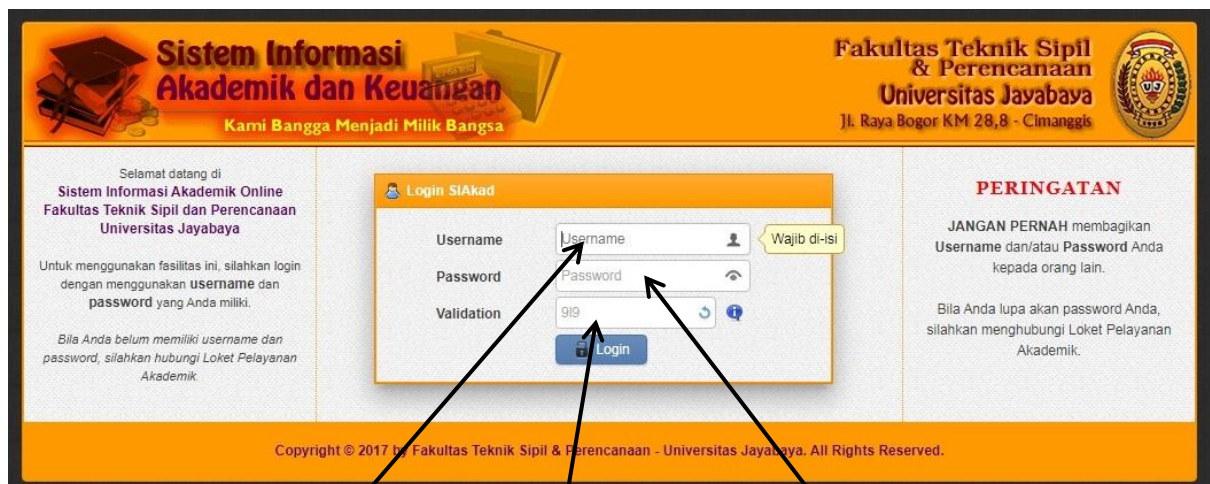 Sistem Informasi
Akademik dan Keuangan
Kami Bangga Menjadi Milik Bangsa
Fakultas Teknik Sipil
& Perencanaan
Universitas Jayabaya
Jl. Raya Bogor KM 28,8 - Cimanggis
Selamat datang di
Sistem Informasi Akademik Online
Fakultas Teknik Sipil dan Perencanaan
Universitas Jayabaya
Untuk menggunakan fasilitas ini, silahkan login
dengan menggunakan username dan
password yang Anda miliki.
Bila Anda belum memiliki username dan
password, silahkan hubungi Loket Pelayanan
Akademik.
Login SIAkad
Username
Username
Wajib di-isi
Password
Password
Validation
9I9
Login
PERINGATAN
JANGAN PERNAH membagikan
Username dan/atau Password Anda
kepada orang lain.
Bila Anda lupa akan password Anda,
silahkan menghubungi Loket Pelayanan
Akademik.
Copyright © 2017 by Fakultas Teknik Sipil & Perencanaan - Universitas Jayabaya. All Rights Reserved.